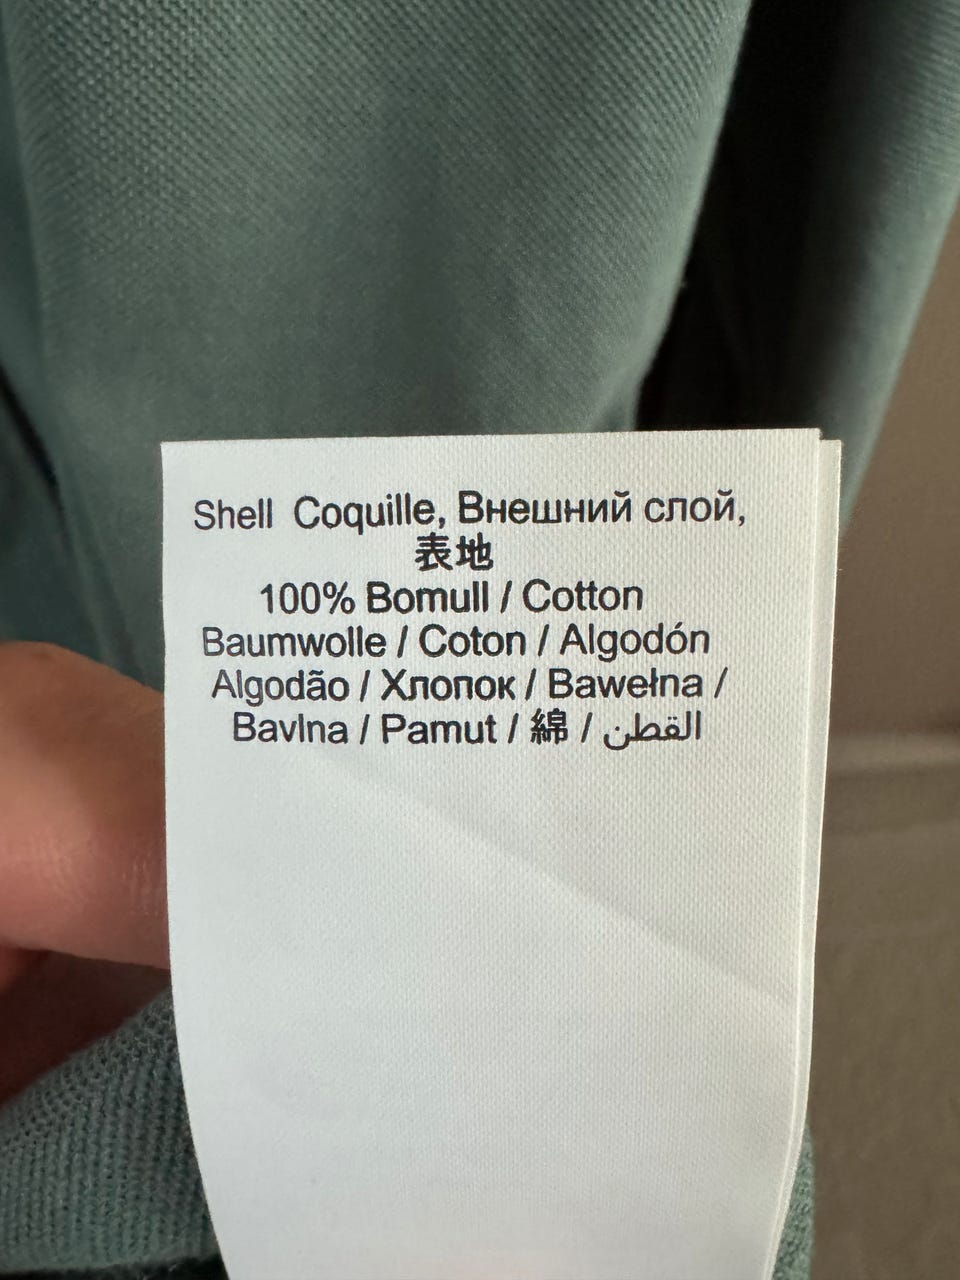 Shell Coquille, Внешний слой,
表地
100% Bomull / Cotton
Baumwolle / Coton / Algodón
Algodão / Хлопок / Bawełna /
Bavlna / Pamut / 綿 / القطن